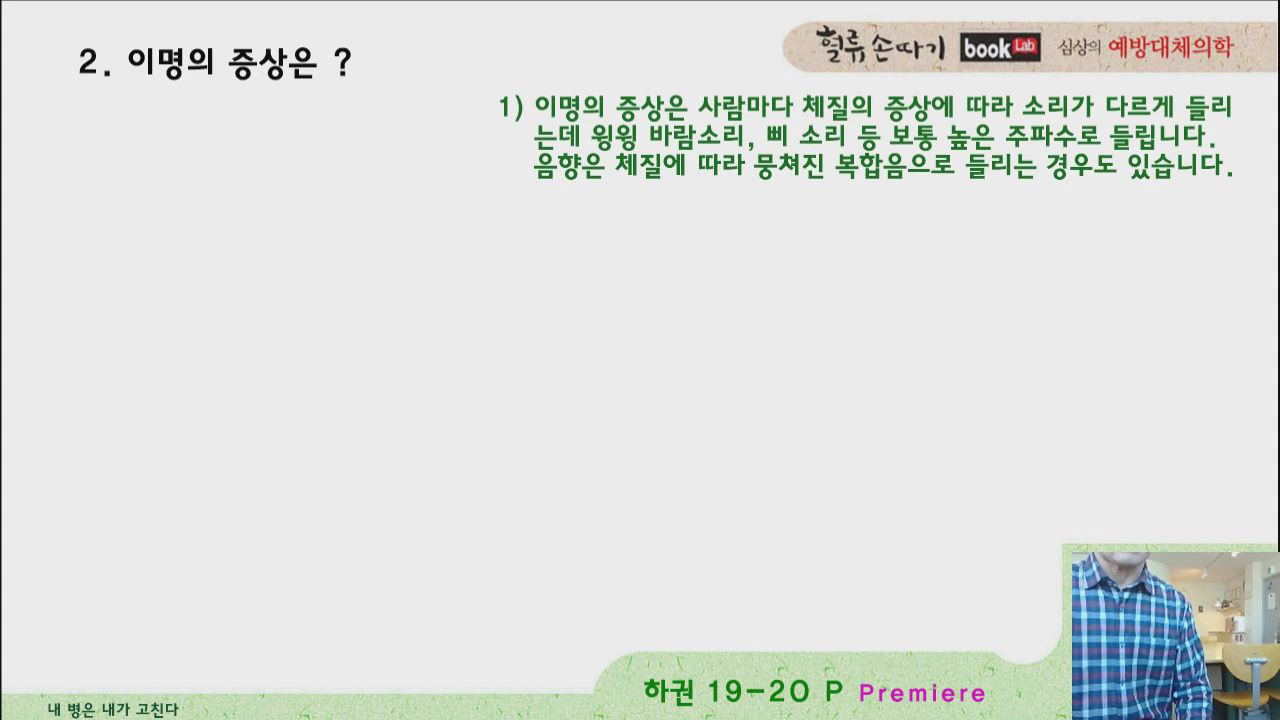 2. 이명의 증상은 ?
혈류 손따기 book Lab 심상의 예방대체의학
1) 이명의 증상은 사람마다 체질의 증상에 따라 소리가 다르게 들리
는데 윙윙 바람소리, 삐 소리 등 보통 높은 주파수로 들립니다.
음향은 체질에 따라 뭉쳐진 복합음으로 들리는 경우도 있습니다.
하권 19-20 P Premiere
내 병은 내가 고친다